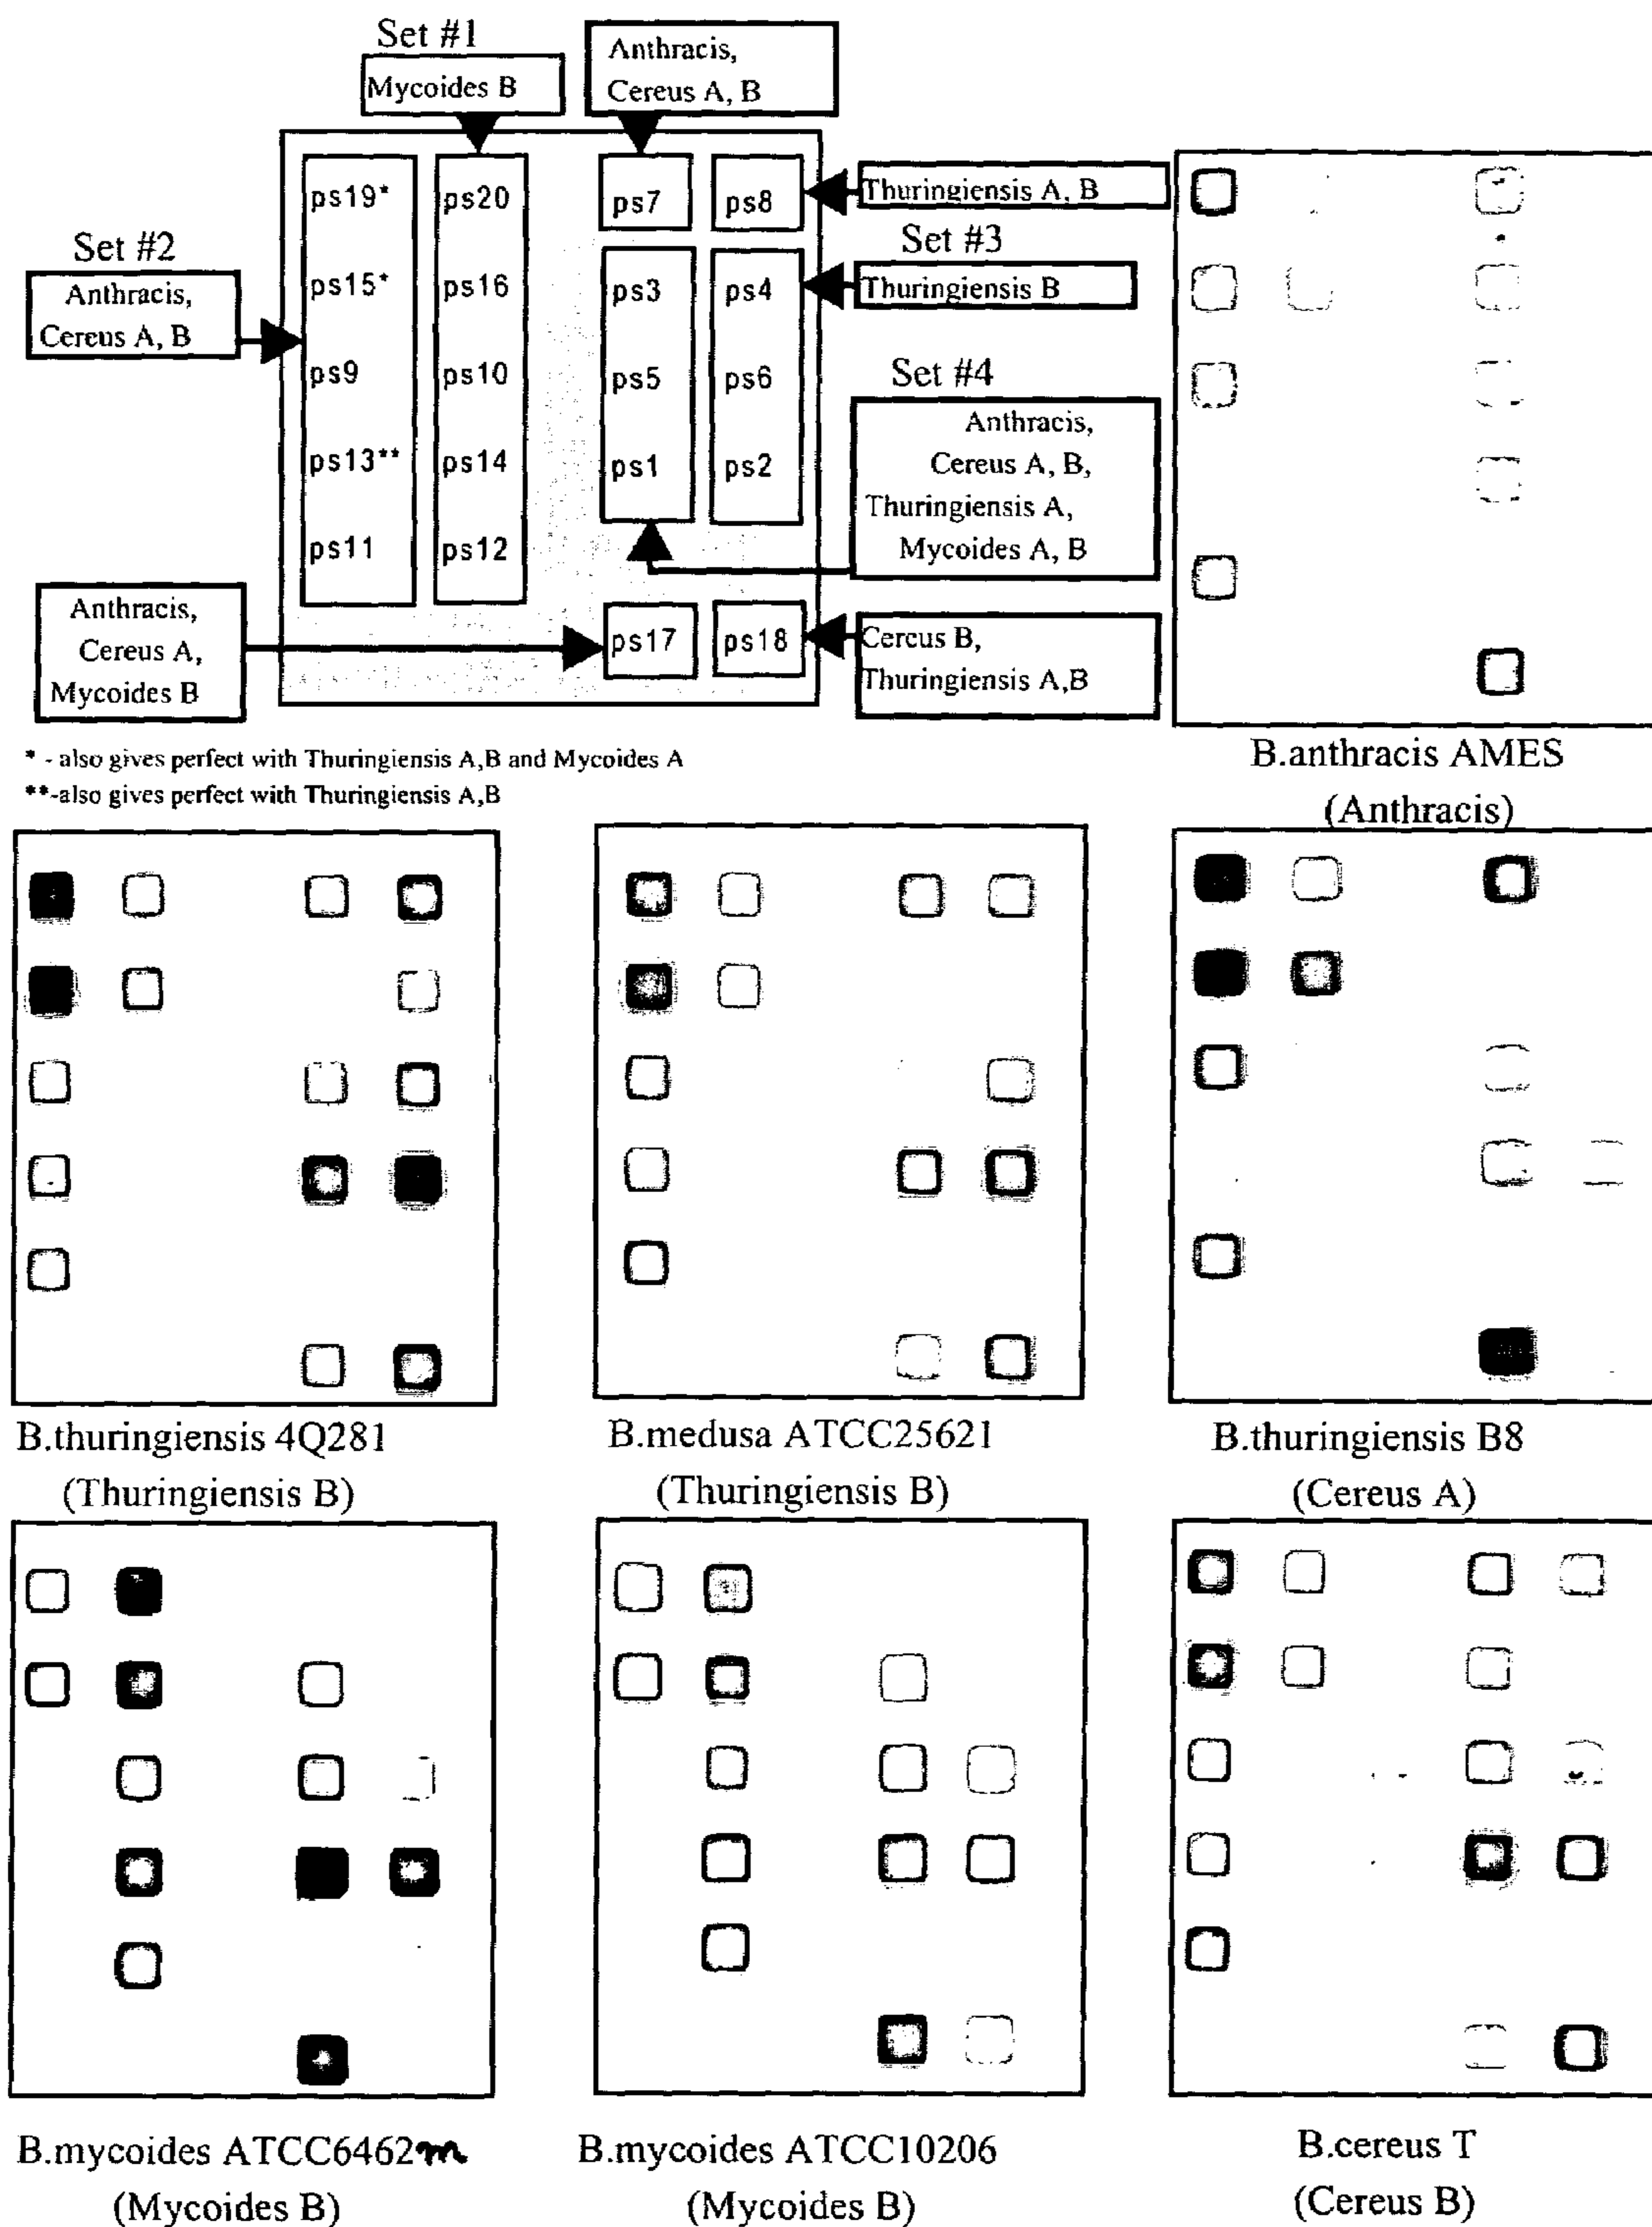 Set #1
Mycoides B
Anthracis,
Cereus A, B
ps19* ps20 ps7 ps8
Thuringiensis A, B
Set #2
Anthracis,
Cereus A, B
ps15* ps16 ps3 ps4
Set #3
Thuringiensis B
ps9 ps10 ps5 ps6
Set #4
Anthracis,
Cereus A, B,
Thuringiensis A,
Mycoides A, B
ps13** ps14 ps1 ps2
ps11 ps12
Anthracis,
Cereus A,
Mycoides B
ps17 ps18
Cereus B,
Thuringiensis A,B
* - also gives perfect with Thuringiensis A,B and Mycoides A
**-also gives perfect with Thuringiensis A,B
B.anthracis AMES
(Anthracis)
B.thuringiensis 4Q281
(Thuringiensis B)
B.medusa ATCC25621
(Thuringiensis B)
B.thuringiensis B8
(Cereus A)
B.mycoides ATCC6462m
(Mycoides B)
B.mycoides ATCC10206
(Mycoides B)
B.cereus T
(Cereus B)